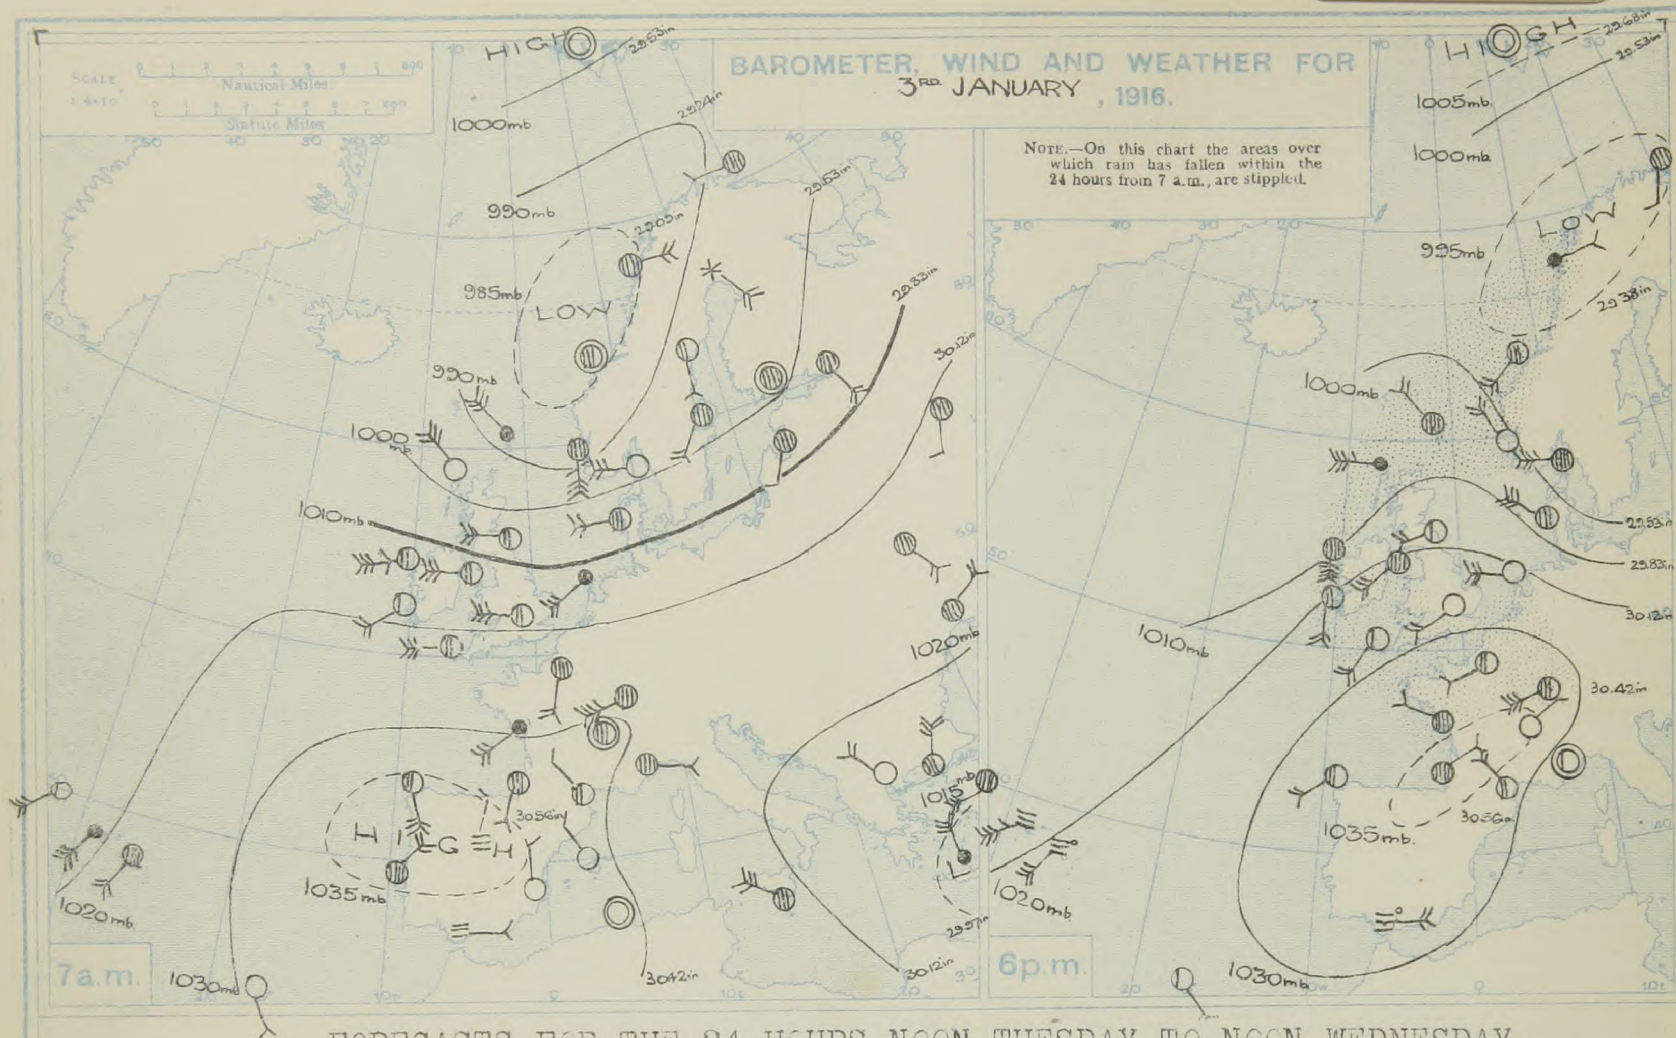 BAROMETER, WIND AND WEATHER FOR
3RD JANUARY, 1916.
NOTE.—On this chart the areas over
which rain has fallen within the
24 hours from 7 a.m., are stippled.
SCALE
Nautical Miles.
Statute Miles
HIGH
29.53in
1000mb
29.24in
990mb
29.53in
29.09in
985mb
LOW
29.83in
990mb
30.12in
1000
mb
1010mb
1020mb
1015mb
30.56in
HIGH
1035mb
1020mb
29.97in
7a.m.
1030mb
30.42in
30.12in
HIGH
29.68in
29.53in
1005mb
1000mb
LOW
995mb
29.38in
1000mb
29.53in
29.83in
30.12in
1010mb
30.42in
30.56in
1035mb.
1020mb
6p.m.
1030mb
FORECASTS FOR THE 24 HOURS NOON TUESDAY TO NOON WEDNESDAY